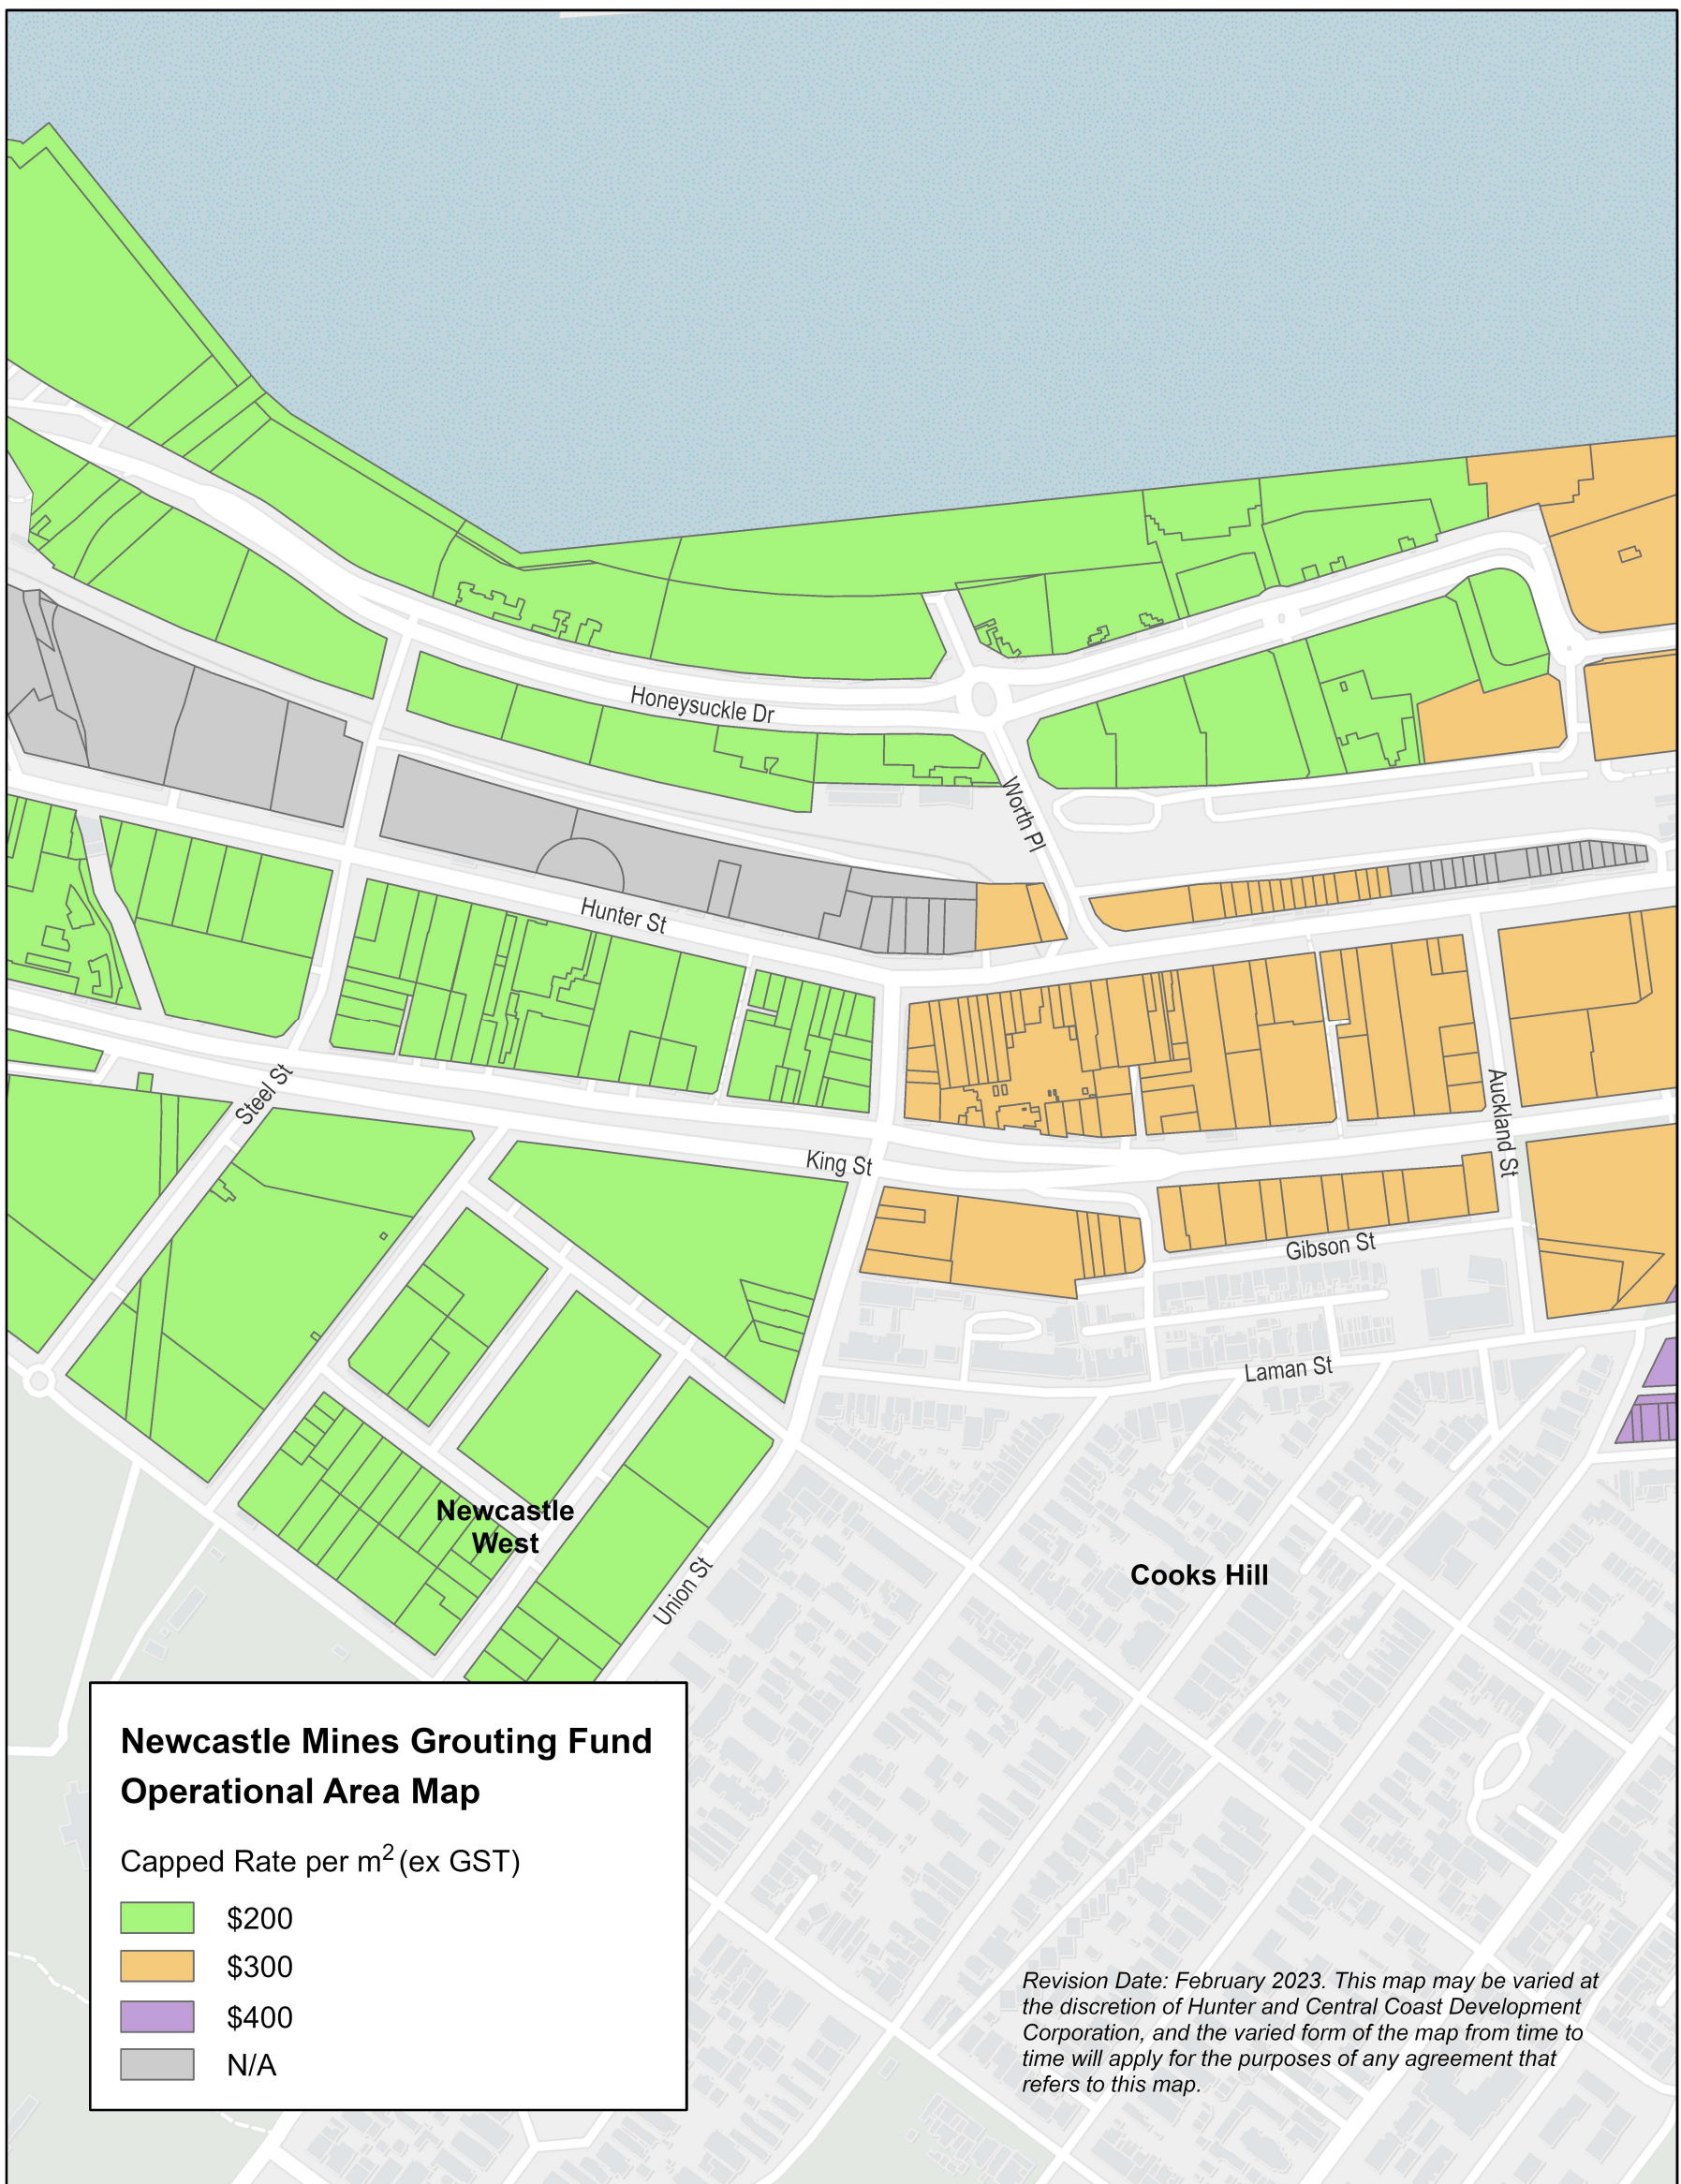 Honeysuckle Dr
Worth Pl
Hunter St
Steel St
King St
Auckland St
Gibson St
Laman St
Newcastle
West
Union St
Cooks Hill
Newcastle Mines Grouting Fund
Operational Area Map
Capped Rate per m² (ex GST)
$200
$300
$400
N/A
Revision Date: February 2023. This map may be varied at
the discretion of Hunter and Central Coast Development
Corporation, and the varied form of the map from time to
time will apply for the purposes of any agreement that
refers to this map.